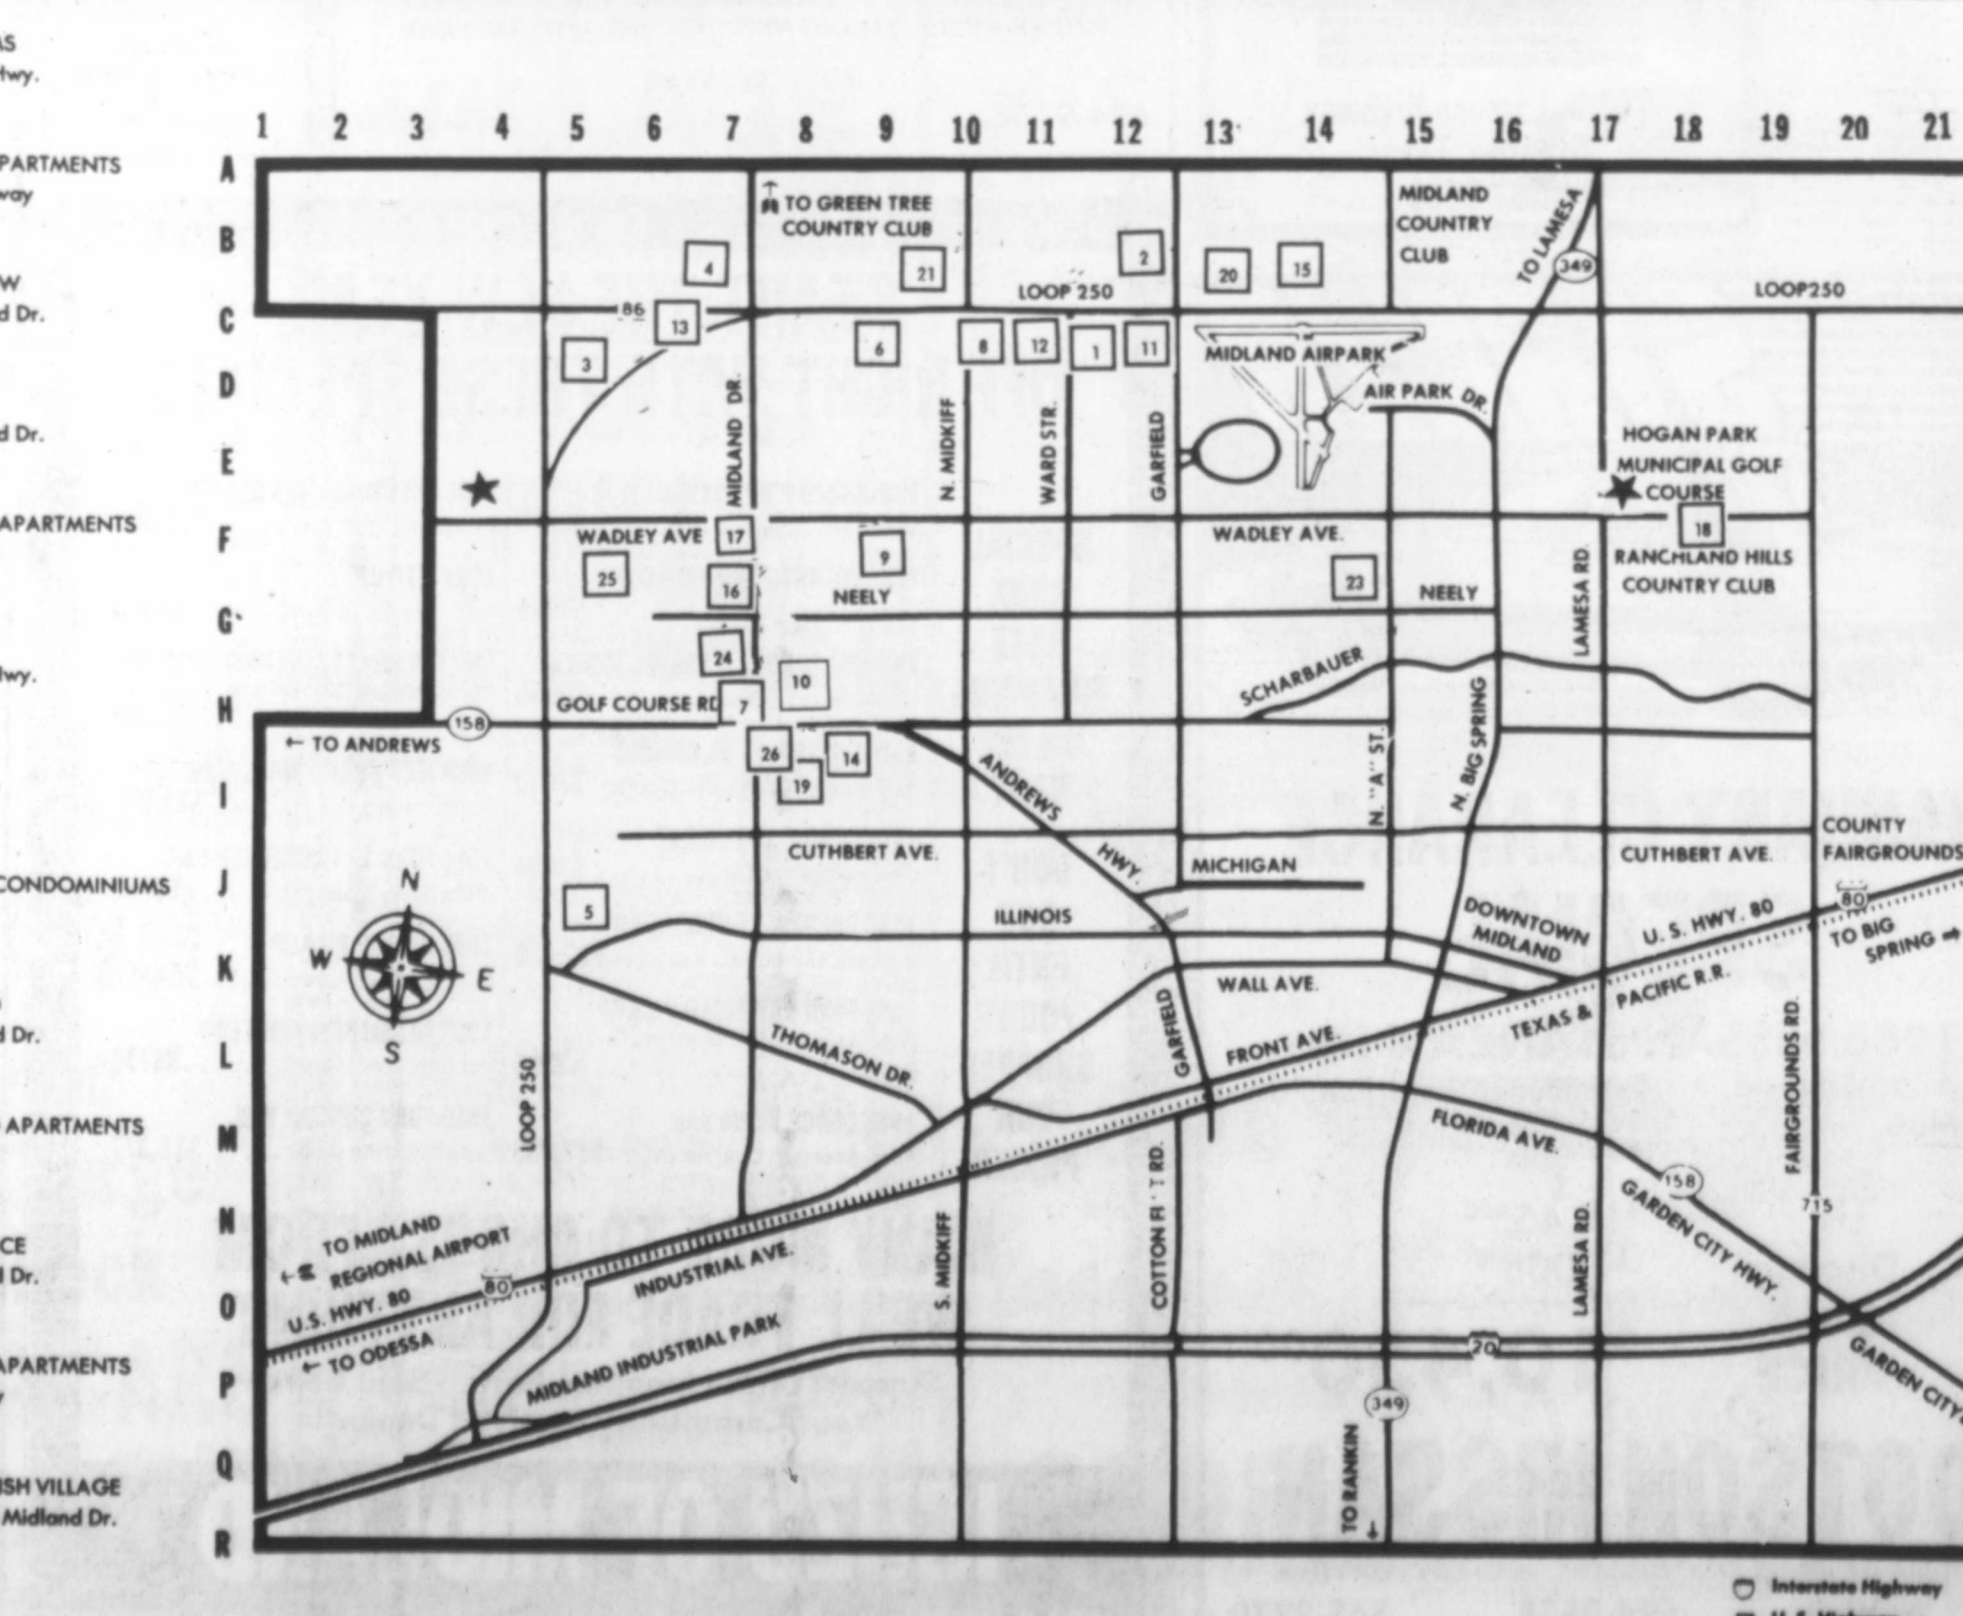 AS
Hwy.
PARTMENTS
way
W
d Dr.
d Dr.
APARTMENTS
Hwy.
CONDOMINIUMS
d Dr.
APARTMENTS
CE
d Dr.
APARTMENTS
ISH VILLAGE
Midland Dr.
1 2 3 4 5 6 7 8 9 10 11 12 13 14 15 16 17 18 19 20 21
A
B
C
D
E
F
G
H
I
J
K
L
M
N
O
P
Q
R
TO GREEN TREE
COUNTRY CLUB
MIDLAND
COUNTRY
CLUB
TO LAMESA
349
4
21
2
20
15
LOOP 250
LOOP250
86
13
3
6
8
12
1
11
MIDLAND AIRPARK
AIR PARK DR.
MIDLAND DR.
N. MIDKIFF
WARD STR.
GARFIELD
HOGAN PARK
MUNICIPAL GOLF
COURSE
18
RANCHLAND HILLS
COUNTRY CLUB
WADLEY AVE
17
WADLEY AVE.
25
16
9
23
NEELY
NEELY
LAMESA RD.
24
10
SCHARBAUER
GOLF COURSE RD
7
158
← TO ANDREWS
26
14
19
ANDREWS
HWY.
N. "A" ST.
N. BIG SPRING
CUTHBERT AVE.
MICHIGAN
CUTHBERT AVE.
COUNTY
FAIRGROUNDS
5
N
W
E
S
ILLINOIS
DOWNTOWN
MIDLAND
U. S. HWY. 80
80
TO BIG
SPRING →
WALL AVE.
GARFIELD
FRONT AVE.
TEXAS & PACIFIC R.R.
THOMASON DR.
LOOP 250
FLORIDA AVE.
FAIRGROUNDS RD.
158
715
GARDEN CITY HWY.
TO MIDLAND
REGIONAL AIRPORT
U.S. HWY. 80
80
← TO ODESSA
INDUSTRIAL AVE.
S. MIDKIFF
LAMESA RD.
MIDLAND INDUSTRIAL PARK
20
GARDEN CITY
349
TO RANKIN
Interstate Highway